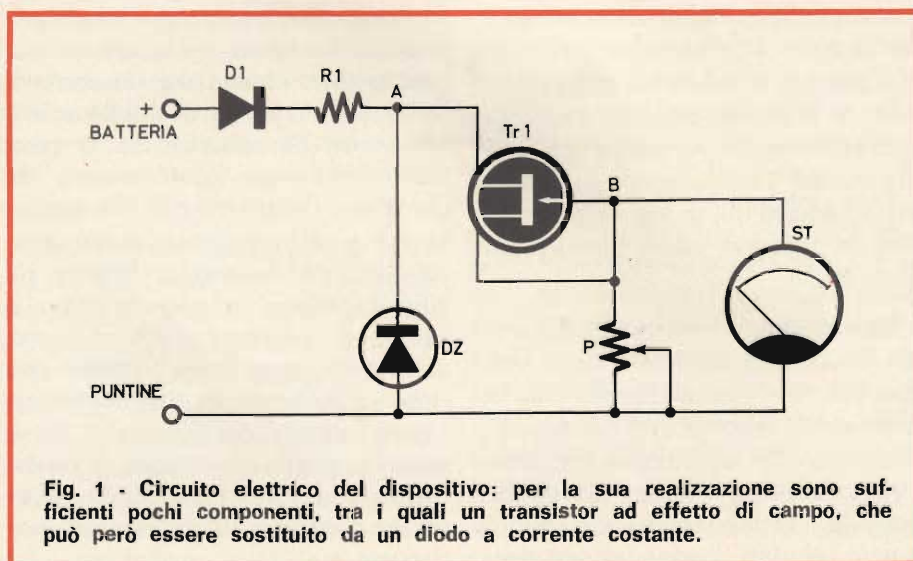 D1
R1
A
+
BATTERIA
Tr1
B
ST
DZ
P
PUNTINE
Fig. 1 - Circuito elettrico del dispositivo: per la sua realizzazione sono suf-
ficienti pochi componenti, tra i quali un transistor ad effetto di campo, che
può però essere sostituito da un diodo a corrente costante.